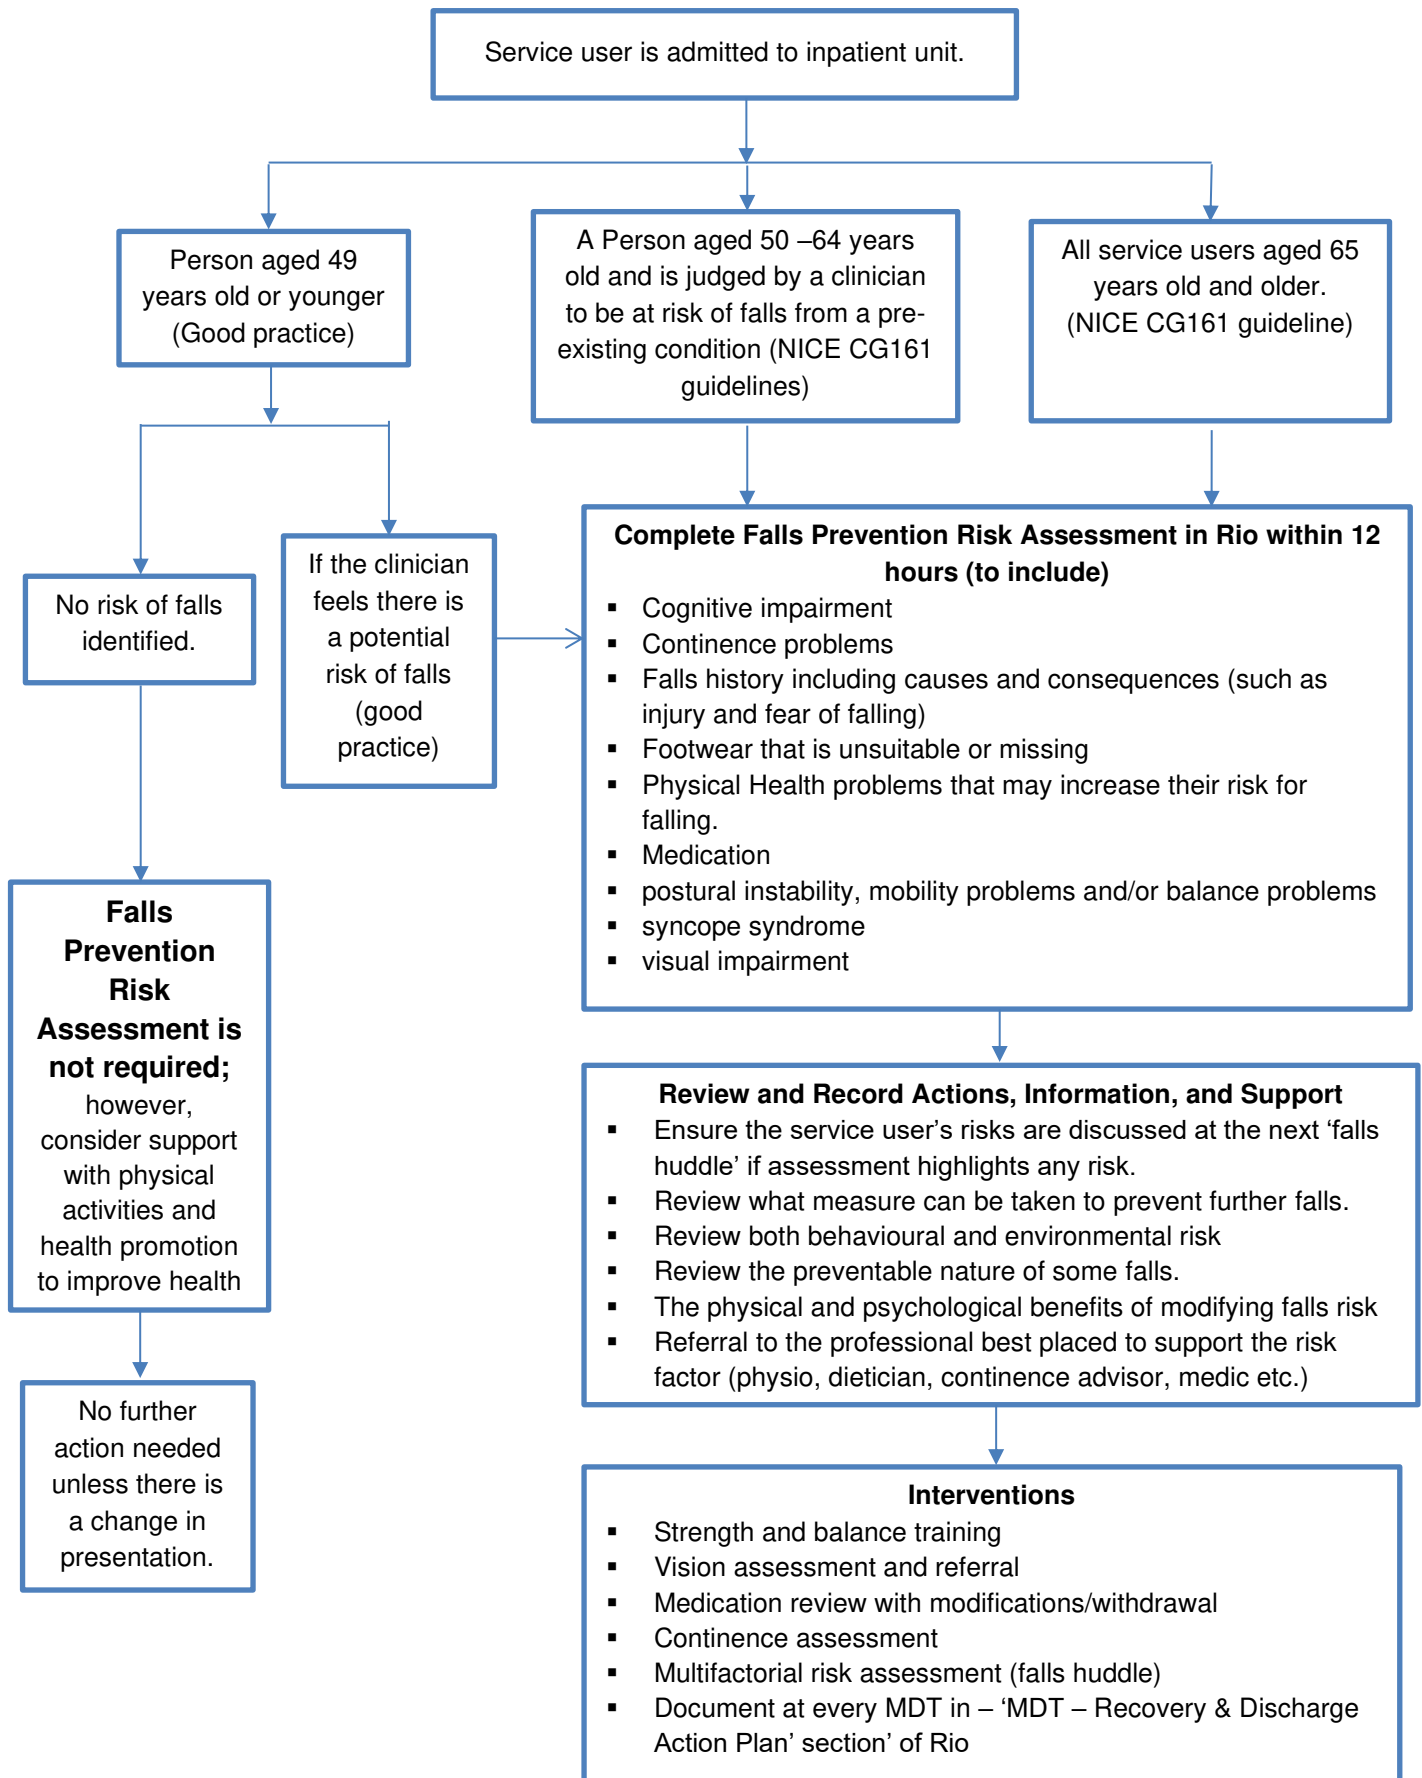 Service user is admitted to inpatient unit.
Person aged 49
years old or younger
(Good practice)
A Person aged 50 –64 years
old and is judged by a clinician
to be at risk of falls from a pre-
existing condition (NICE CG161
guidelines)
All service users aged 65
years old and older.
(NICE CG161 guideline)
No risk of falls
identified.
If the clinician
feels there is
a potential
risk of falls
(good
practice)
Complete Falls Prevention Risk Assessment in Rio within 12
hours (to include)
▪ Cognitive impairment
▪ Continence problems
▪ Falls history including causes and consequences (such as
injury and fear of falling)
▪ Footwear that is unsuitable or missing
▪ Physical Health problems that may increase their risk for
falling.
▪ Medication
▪ postural instability, mobility problems and/or balance problems
▪ syncope syndrome
▪ visual impairment
Falls
Prevention
Risk
Assessment is
not required;
however,
consider support
with physical
activities and
health promotion
to improve health
No further
action needed
unless there is
a change in
presentation.
Review and Record Actions, Information, and Support
▪ Ensure the service user’s risks are discussed at the next ‘falls
huddle’ if assessment highlights any risk.
▪ Review what measure can be taken to prevent further falls.
▪ Review both behavioural and environmental risk
▪ Review the preventable nature of some falls.
▪ The physical and psychological benefits of modifying falls risk
▪ Referral to the professional best placed to support the risk
factor (physio, dietician, continence advisor, medic etc.)
Interventions
▪ Strength and balance training
▪ Vision assessment and referral
▪ Medication review with modifications/withdrawal
▪ Continence assessment
▪ Multifactorial risk assessment (falls huddle)
▪ Document at every MDT in – ‘MDT – Recovery & Discharge
Action Plan’ section’ of Rio